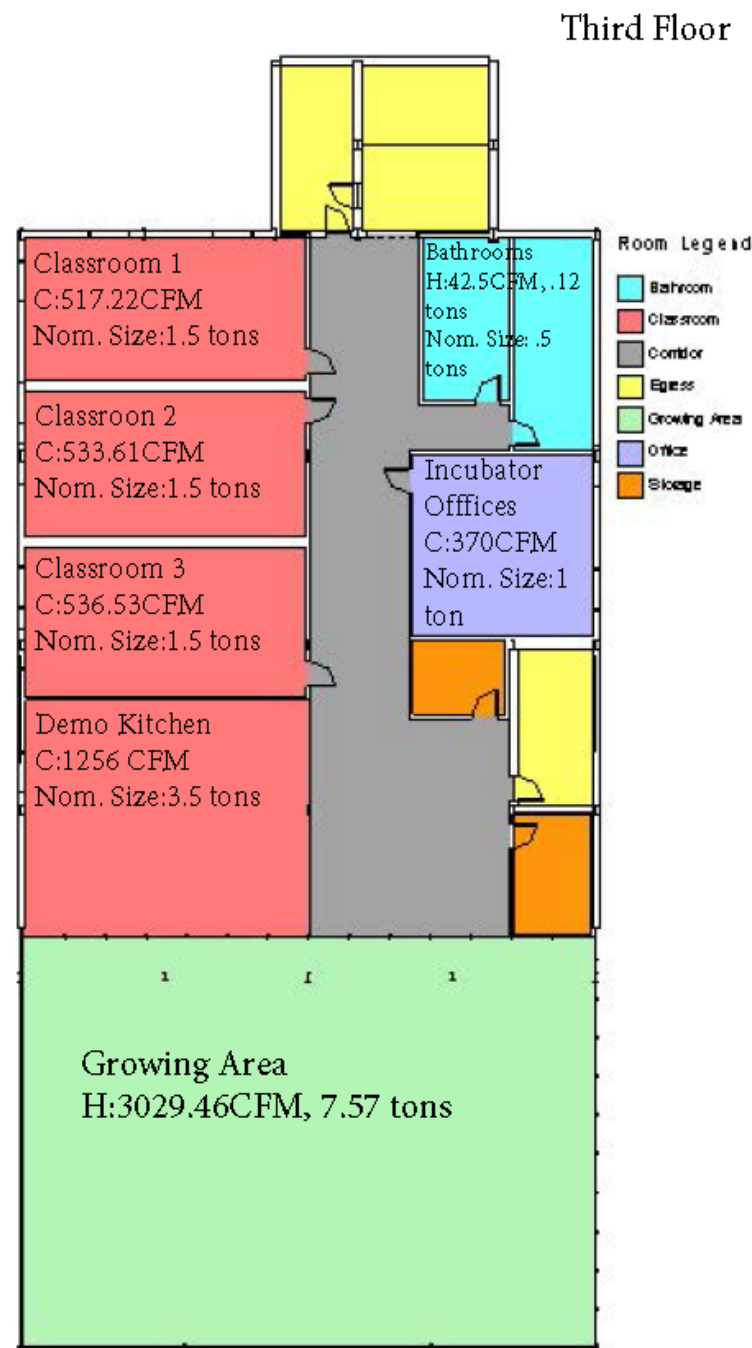 Third Floor
Classroom 1
C:517.22CFM
Nom. Size:1.5 tons
Bathrooms
H:42.5CFM, .12
tons
Nom. Size: .5
tons
Classroon 2
C:533.61CFM
Nom. Size:1.5 tons
Incubator
Offfices
C:370CFM
Nom. Size:1
ton
Classroom 3
C:536.53CFM
Nom. Size:1.5 tons
Demo Kitchen
C:1256 CFM
Nom. Size:3.5 tons
Growing Area
H:3029.46CFM, 7.57 tons
Room Legend
Bathroom
Classroom
Corridor
Egress
Growing Area
Office
Storage